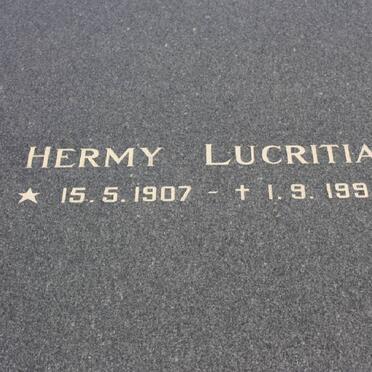 HERMY LUCRITIA
★ 15.5.1907 - † 1.9.199